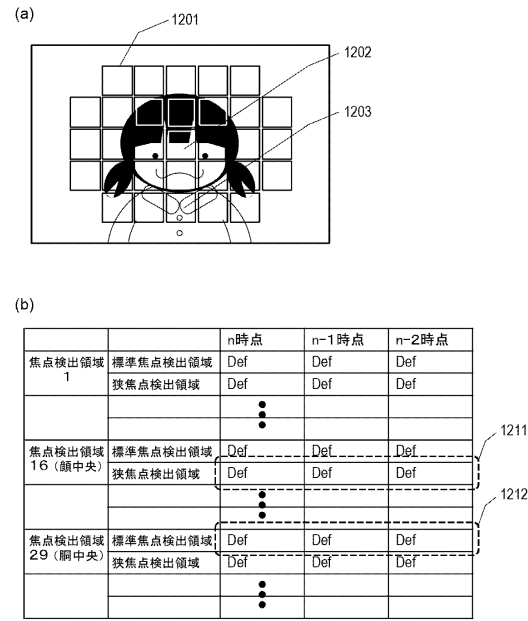 (a)
1201
1202
1203
(b)
n時点 n-1時点 n-2時点
焦点検出領域 1 標準焦点検出領域 Def Def Def
狭焦点検出領域 Def Def Def
焦点検出領域 16(顔中央) 標準焦点検出領域 Def Def Def
狭焦点検出領域 Def Def Def
1211
焦点検出領域 29(胴中央) 標準焦点検出領域 Def Def Def
狭焦点検出領域 Def Def Def
1212